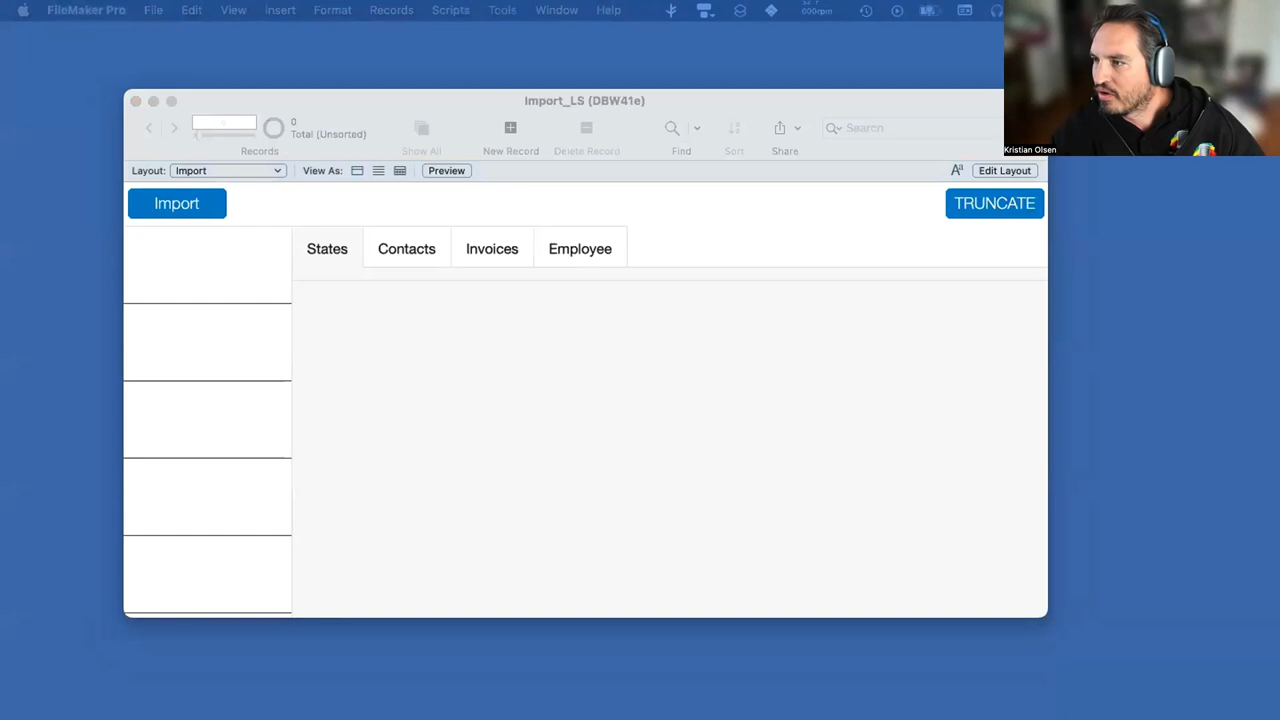 FileMaker Pro File Edit View Insert Format Records Scripts Tools Window Help
000rpm
Import_LS (DBW41e)
0
Total (Unsorted)
Records Show All New Record Delete Record Find Sort Share
Search
Layout: Import View As: Preview Aª Edit Layout
Import TRUNCATE
States Contacts Invoices Employee
Kristian Olsen